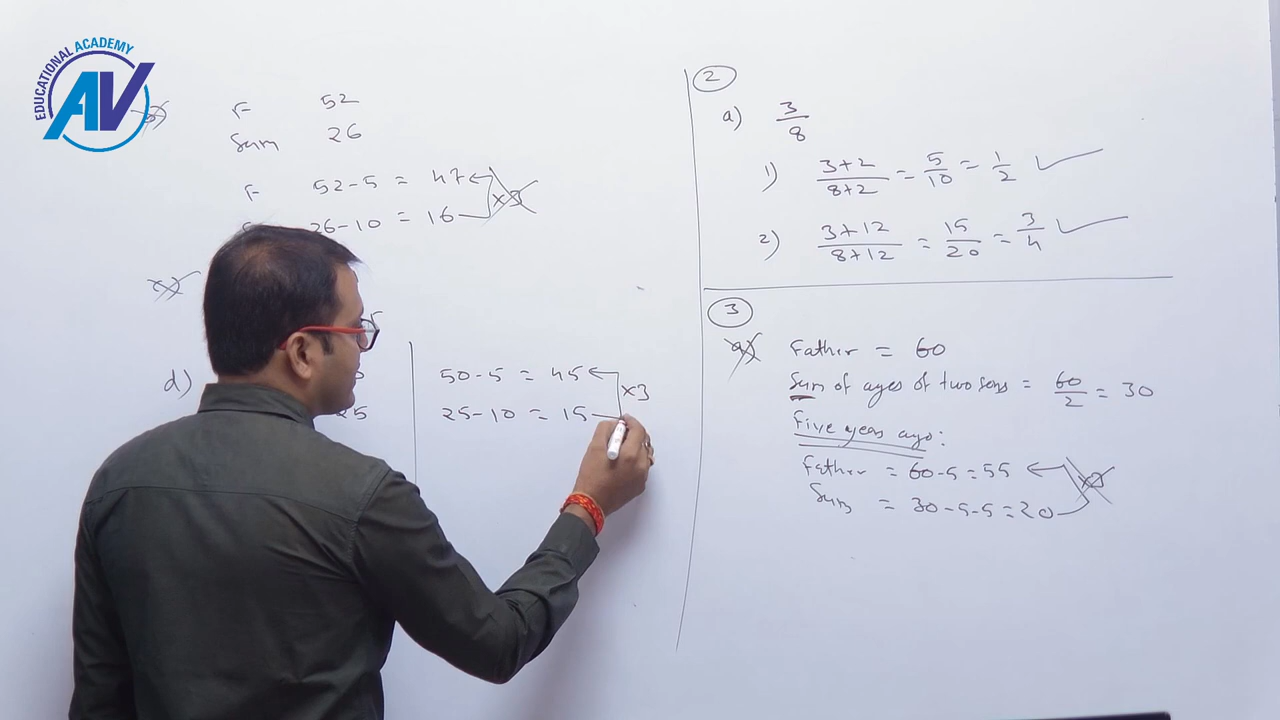 EDUCATIONAL ACADEMY
AV
b)
F 52
Sum 26
F 52-5 = 47
26-10 = 16
x3
d)
25
50-5 = 45
25-10 = 15
x3
2
a) 3/8
1) 3+2/8+2 = 5/10 = 1/2
2) 3+12/8+12 = 15/20 = 3/4
3
a) Father = 60
Sum of ages of two sons = 60/2 = 30
Five years ago:
Father = 60-5 = 55
Sum = 30-5-5 = 20
x3